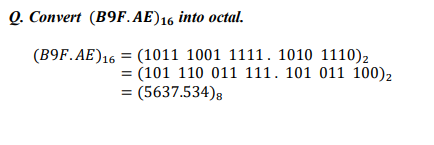 Q. Convert (B9F.AE)₁₆ into octal.
(B9F.AE)₁₆ = (1011 1001 1111. 1010 1110)₂
= (101 110 011 111. 101 011 100)₂
= (5637.534)₈